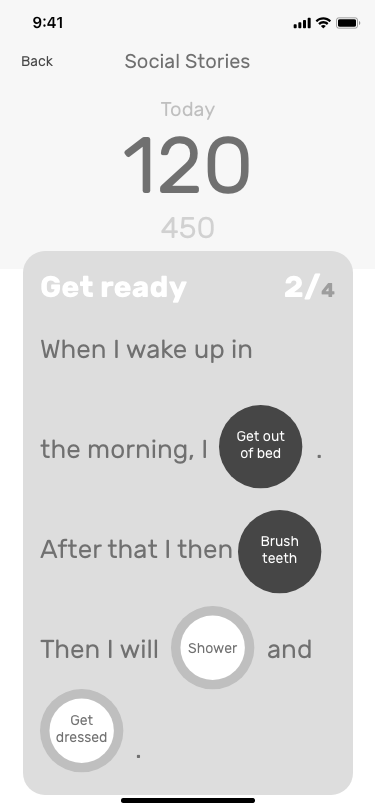 9:41
Back Social Stories
Today
120
450
Get ready 2/4
When I wake up in
the morning, I Get out of bed .
After that I then Brush teeth
Then I will Shower and
Get dressed .